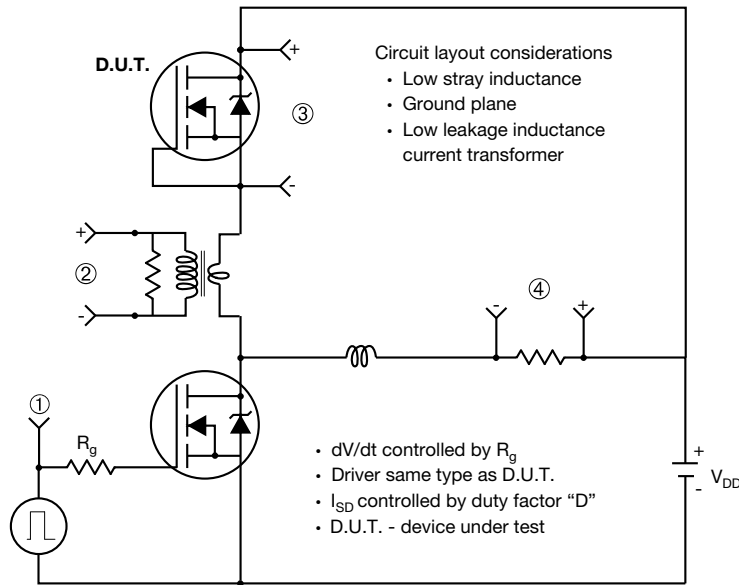 D.U.T.
+
Circuit layout considerations
• Low stray inductance
• Ground plane
• Low leakage inductance
current transformer
③
-
+
②
-
④
-
+
①
Rg
• dV/dt controlled by Rg
• Driver same type as D.U.T.
• ISD controlled by duty factor “D”
• D.U.T. - device under test
+
VDD
-